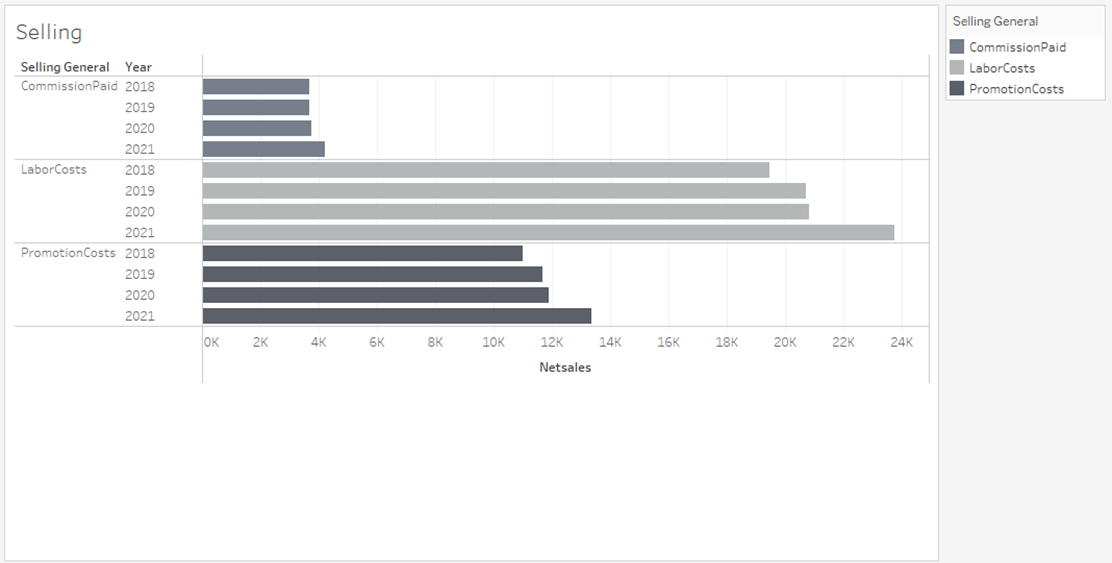 Selling
Selling General Year
CommissionPaid 2018
2019
2020
2021
LaborCosts 2018
2019
2020
2021
PromotionCosts 2018
2019
2020
2021
0K 2K 4K 6K 8K 10K 12K 14K 16K 18K 20K 22K 24K
Netsales
Selling General
CommissionPaid
LaborCosts
PromotionCosts